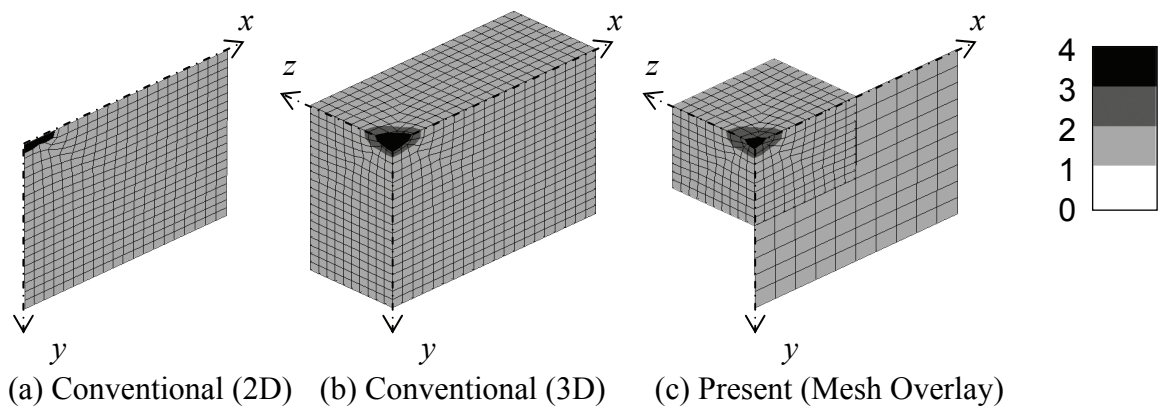 x
x
x
z
z
4
3
2
1
0
y
y
y
(a) Conventional (2D)
(b) Conventional (3D)
(c) Present (Mesh Overlay)